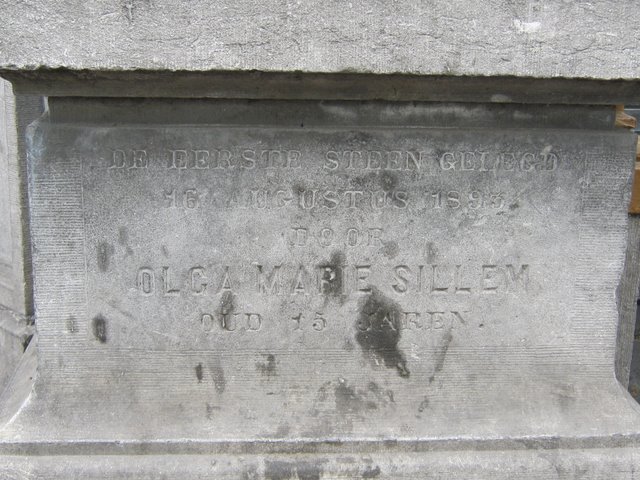 DE EERSTE STEEN GELEGD
16 AUGUSTUS 1893
DOOR
OLGA MARIE SILLEM
OUD 15 JAREN.